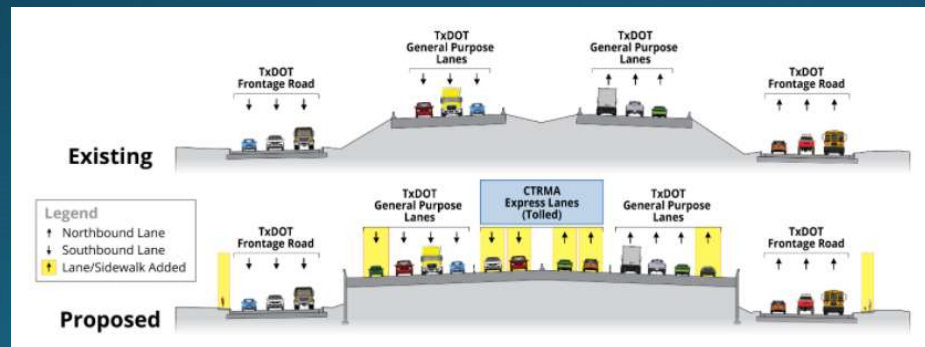 TxDOT
General Purpose
Lanes
TxDOT
General Purpose
Lanes
TxDOT
Frontage Road
TxDOT
Frontage Road
Existing
CTRMA
Express Lanes
(Tolled)
TxDOT
General Purpose
Lanes
TxDOT
General Purpose
Lanes
Legend
Northbound Lane
Southbound Lane
Lane/Sidewalk Added
TxDOT
Frontage Road
TxDOT
Frontage Road
Proposed